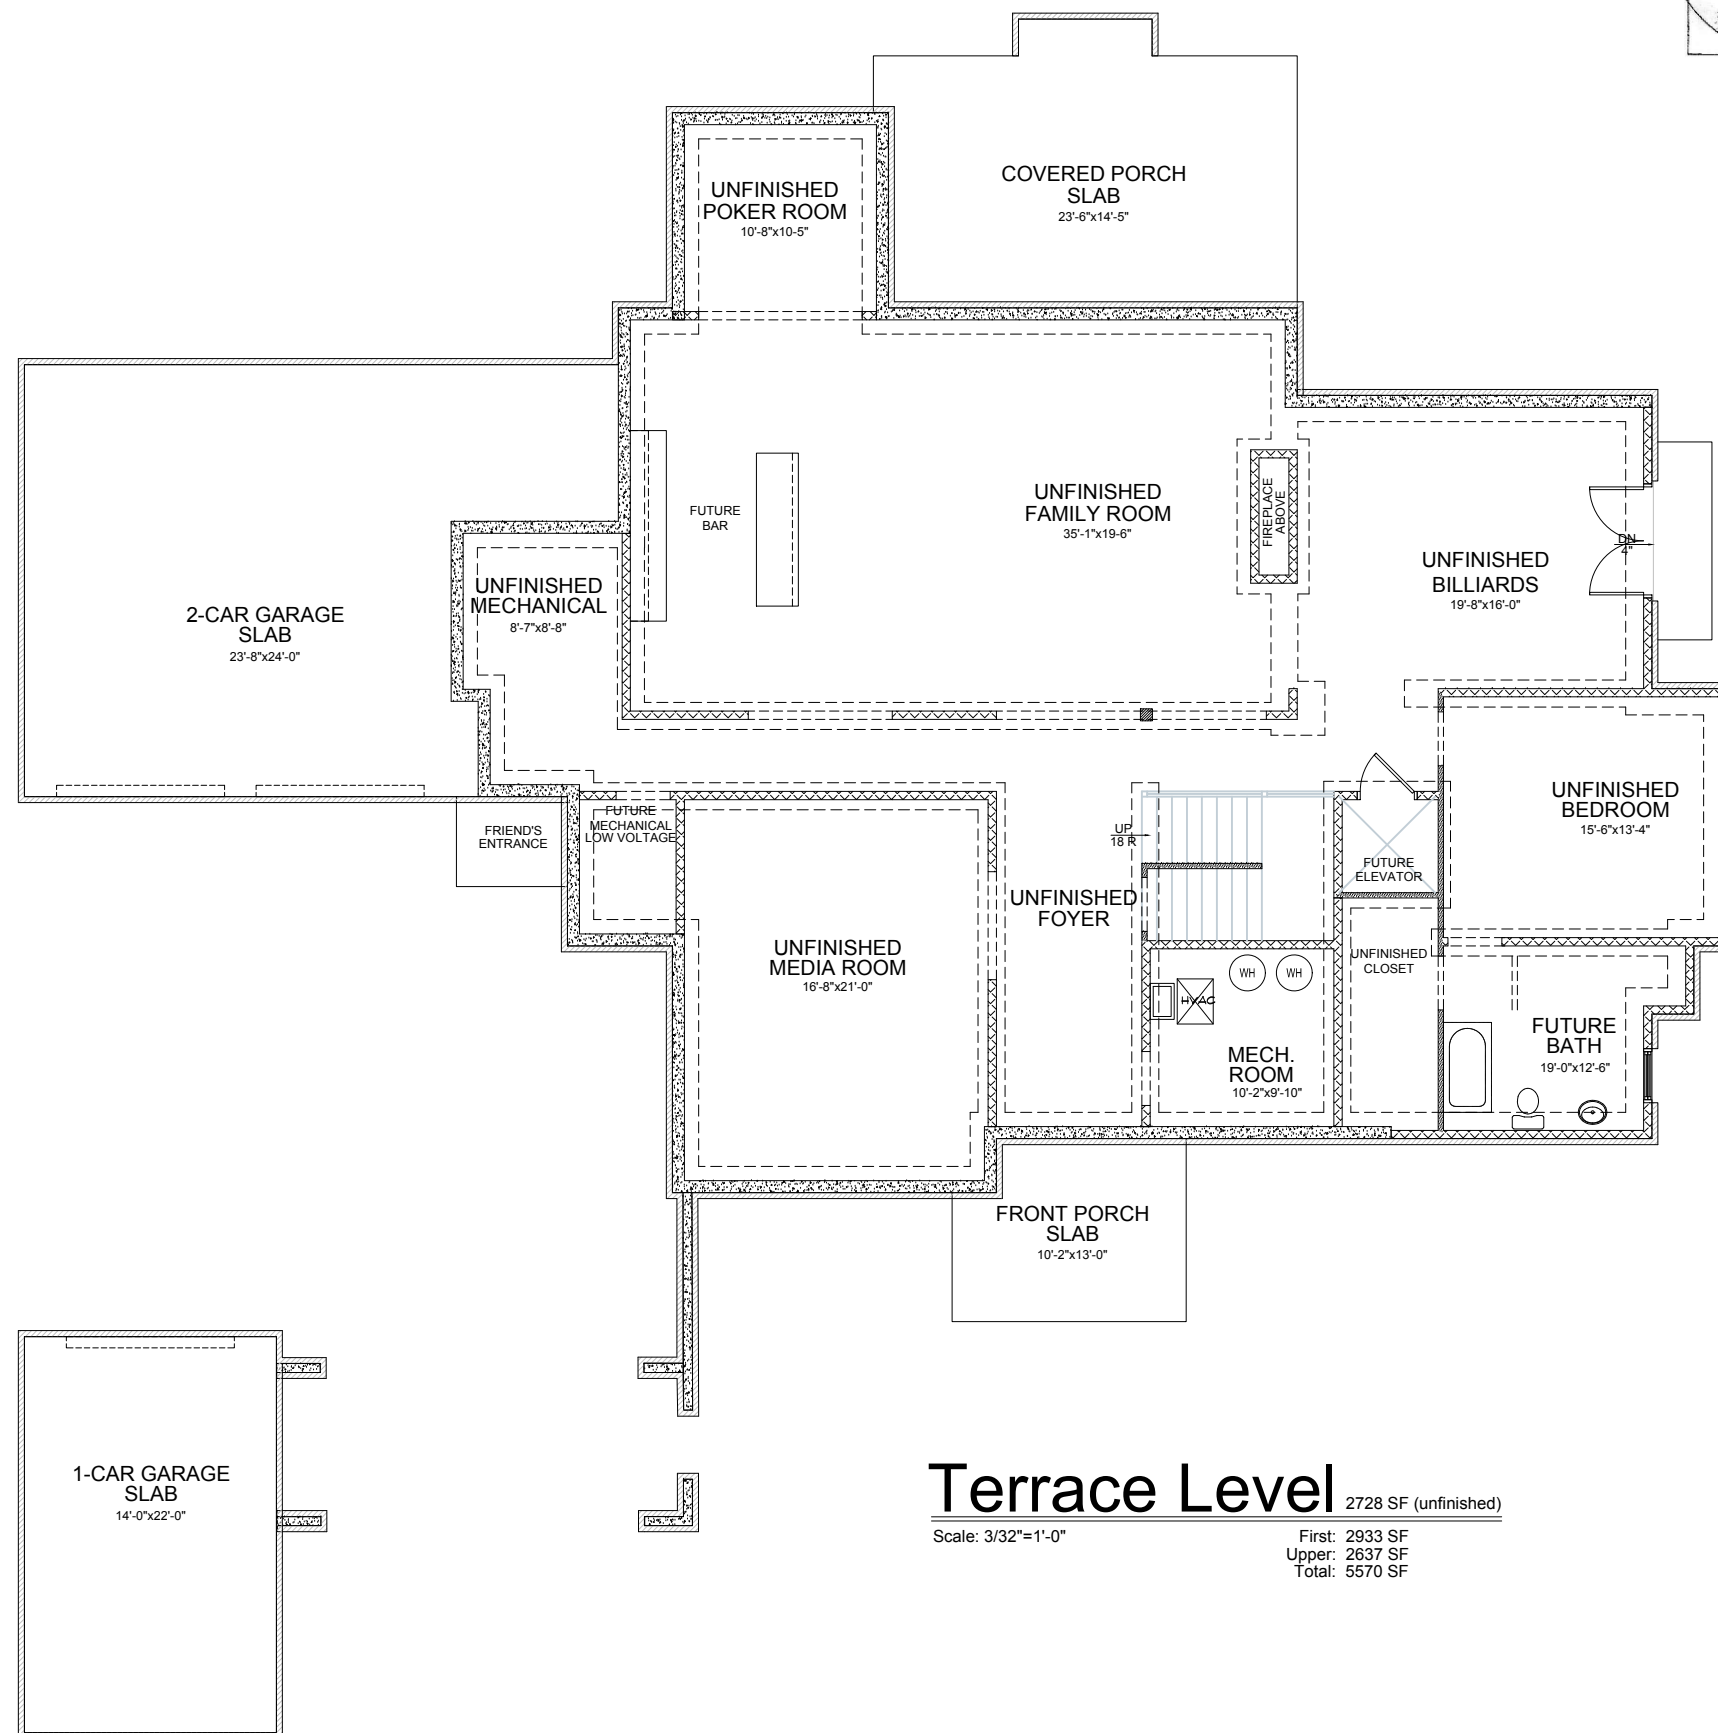 COVERED PORCH
SLAB
23'-6"x14'-5"
UNFINISHED
POKER ROOM
10'-8"x10-5"
UNFINISHED
FAMILY ROOM
35'-1"x19-6"
FIREPLACE
ABOVE
FUTURE
BAR
DN
4"
UNFINISHED
BILLIARDS
19'-8"x16'-0"
UNFINISHED
MECHANICAL
8'-7"x8'-8"
2-CAR GARAGE
SLAB
23'-8"x24'-0"
UNFINISHED
BEDROOM
15'-6"x13'-4"
FUTURE
MECHANICAL
LOW VOLTAGE
FRIEND'S
ENTRANCE
UP
18 R
FUTURE
ELEVATOR
UNFINISHED
FOYER
UNFINISHED
MEDIA ROOM
16'-8"x21'-0"
UNFINISHED
CLOSET
WH
WH
HVAC
MECH.
ROOM
10'-2"x9'-10"
FUTURE
BATH
19'-0"x12'-6"
FRONT PORCH
SLAB
10'-2"x13'-0"
1-CAR GARAGE
SLAB
14'-0"x22'-0"
Terrace Level 2728 SF (unfinished)
Scale: 3/32"=1'-0"
First: 2933 SF
Upper: 2637 SF
Total: 5570 SF